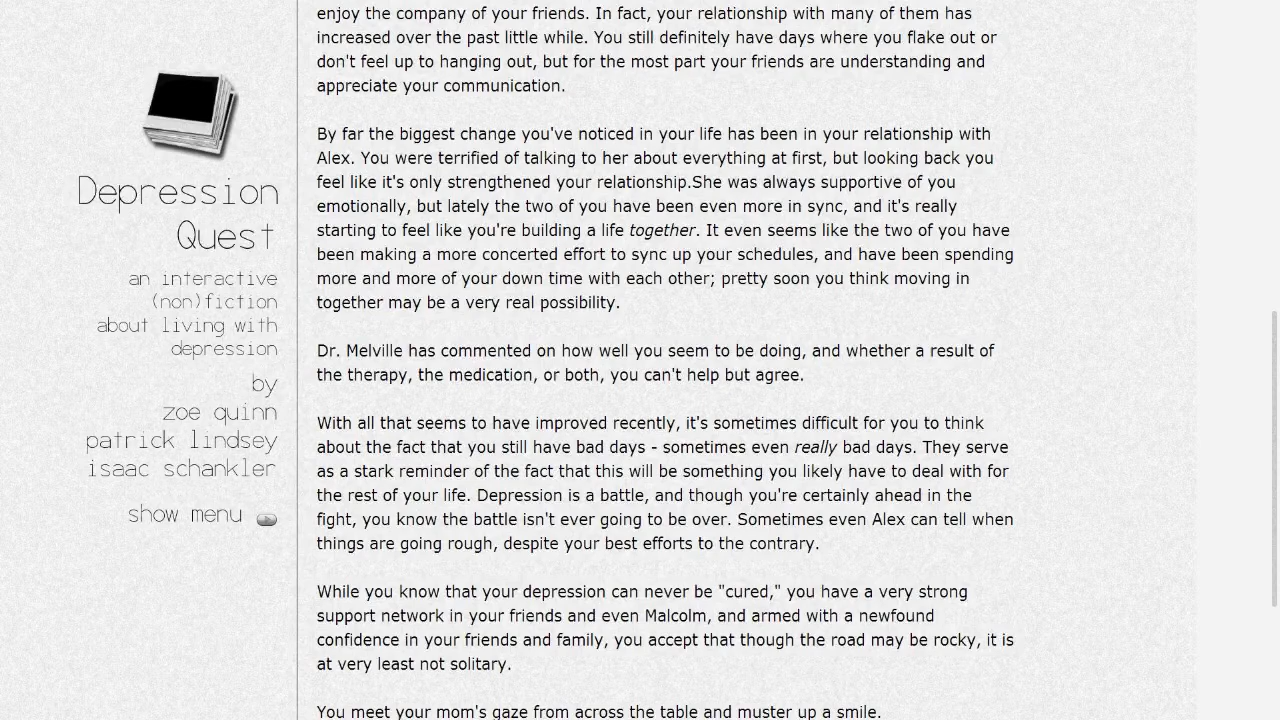 Depression
Quest
an interactive
(non)fiction
about living with
depression
by
zoe quinn
patrick lindsey
isaac schankler
show menu
enjoy the company of your friends. In fact, your relationship with many of them has
increased over the past little while. You still definitely have days where you flake out or
don't feel up to hanging out, but for the most part your friends are understanding and
appreciate your communication.
By far the biggest change you've noticed in your life has been in your relationship with
Alex. You were terrified of talking to her about everything at first, but looking back you
feel like it's only strengthened your relationship.She was always supportive of you
emotionally, but lately the two of you have been even more in sync, and it's really
starting to feel like you're building a life together. It even seems like the two of you have
been making a more concerted effort to sync up your schedules, and have been spending
more and more of your down time with each other; pretty soon you think moving in
together may be a very real possibility.
Dr. Melville has commented on how well you seem to be doing, and whether a result of
the therapy, the medication, or both, you can't help but agree.
With all that seems to have improved recently, it's sometimes difficult for you to think
about the fact that you still have bad days - sometimes even really bad days. They serve
as a stark reminder of the fact that this will be something you likely have to deal with for
the rest of your life. Depression is a battle, and though you're certainly ahead in the
fight, you know the battle isn't ever going to be over. Sometimes even Alex can tell when
things are going rough, despite your best efforts to the contrary.
While you know that your depression can never be "cured," you have a very strong
support network in your friends and even Malcolm, and armed with a newfound
confidence in your friends and family, you accept that though the road may be rocky, it is
at very least not solitary.
You meet your mom's gaze from across the table and muster up a smile.